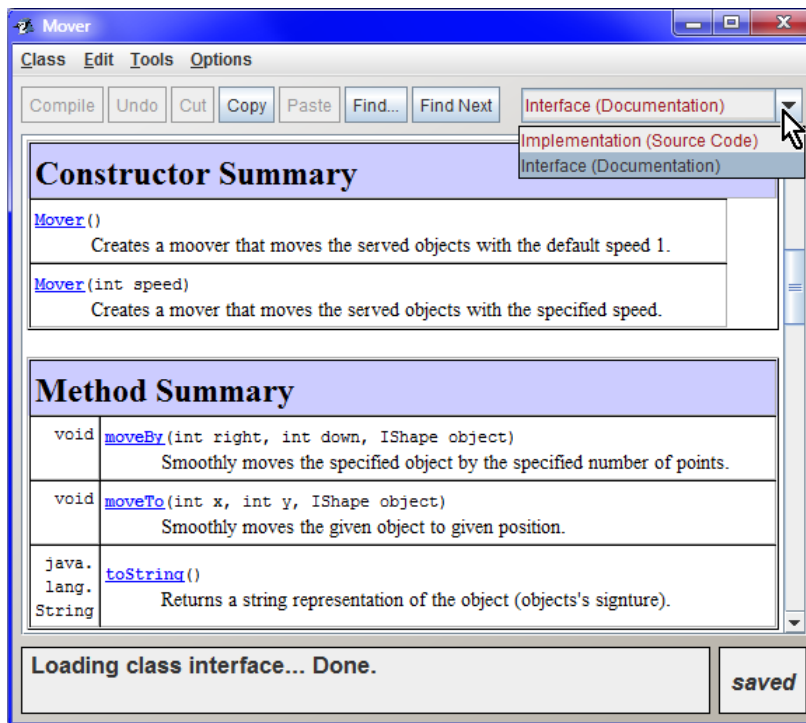 Mover
Class Edit Tools Options
Compile Undo Cut Copy Paste Find... Find Next Interface (Documentation)
Implementation (Source Code)
Interface (Documentation)
Constructor Summary
Mover()
Creates a moover that moves the served objects with the default speed 1.
Mover(int speed)
Creates a mover that moves the served objects with the specified speed.
Method Summary
void moveBy(int right, int down, IShape object)
Smoothly moves the specified object by the specified number of points.
void moveTo(int x, int y, IShape object)
Smoothly moves the given object to given position.
java.
lang.
String
toString()
Returns a string representation of the object (objects's signture).
Loading class interface... Done.
saved